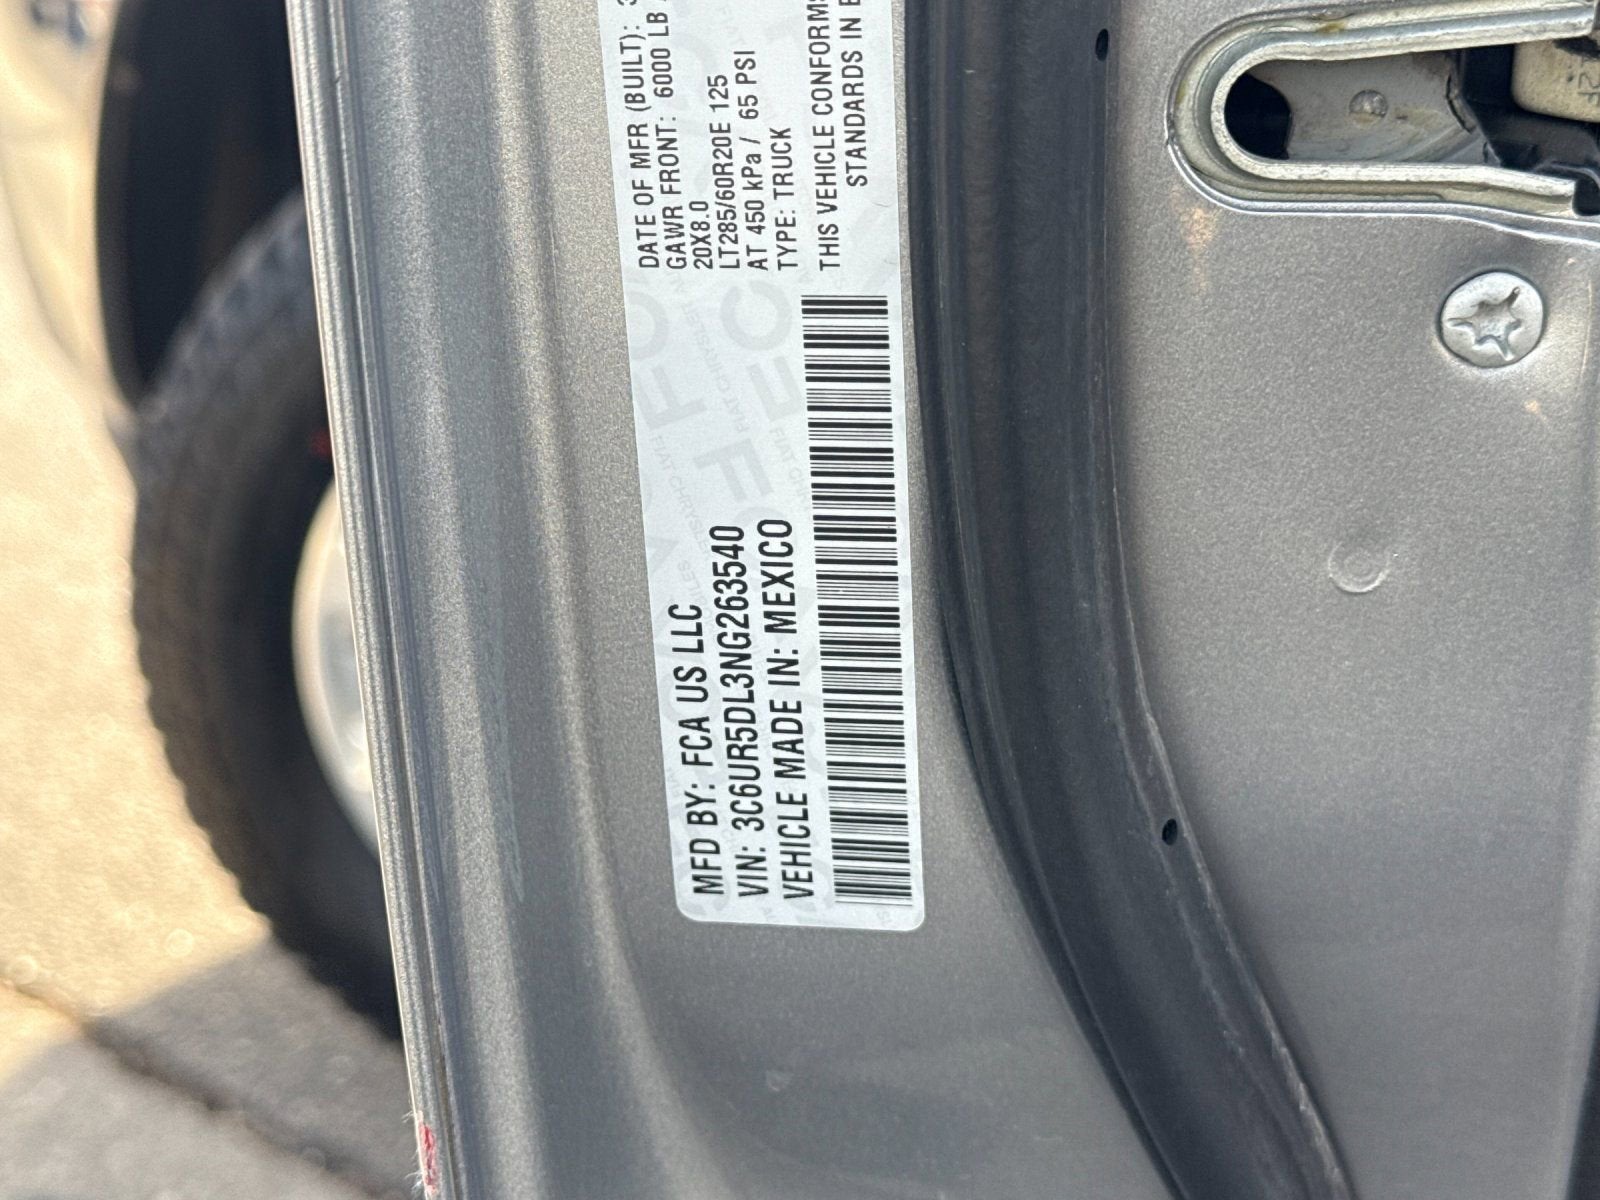 MFD BY: FCA US LLC
VIN: 3C6UR5DL3NG263540
VEHICLE MADE IN: MEXICO
DATE OF MFR (BUILT): 3
GAWR FRONT: 6000 LB
20X8.0
LT285/60R20E 125
AT 450 kPa / 65 PSI
TYPE: TRUCK
THIS VEHICLE CONFORMS
STANDARDS IN